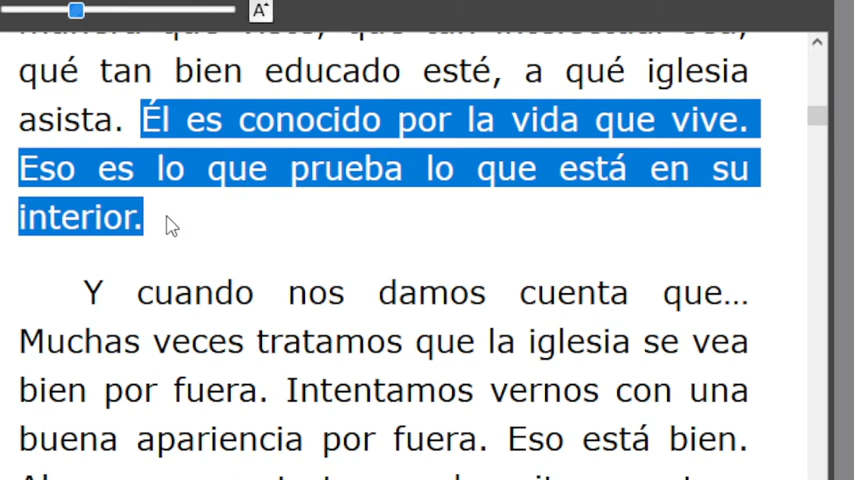 A
qué tan bien educado esté, a qué iglesia
asista. Él es conocido por la vida que vive.
Eso es lo que prueba lo que está en su
interior.
Y cuando nos damos cuenta que...
Muchas veces tratamos que la iglesia se vea
bien por fuera. Intentamos vernos con una
buena apariencia por fuera. Eso está bien.